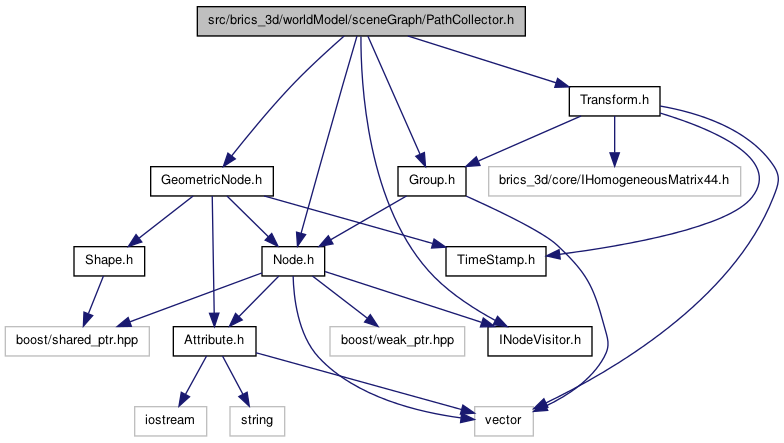 src/brics_3d/worldModel/sceneGraph/PathCollector.h
Transform.h
GeometricNode.h
Group.h
brics_3d/core/IHomogeneousMatrix44.h
Shape.h
Node.h
TimeStamp.h
boost/shared_ptr.hpp
Attribute.h
boost/weak_ptr.hpp
INodeVisitor.h
iostream
string
vector